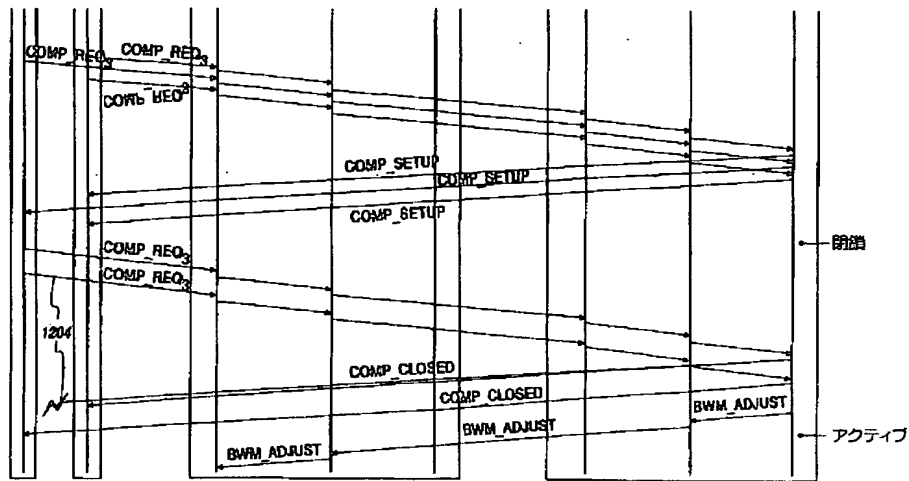 COMP_REQ3
COMP_REQ3
COMP_REQ3
COMP_SETUP
COMP_SETUP
COMP_SETUP
閉鎖
COMP_REQ3
COMP_REQ3
1204
COMP_CLOSED
COMP_CLOSED
BWM_ADJUST
BWM_ADJUST
アクティブ
BWM_ADJUST